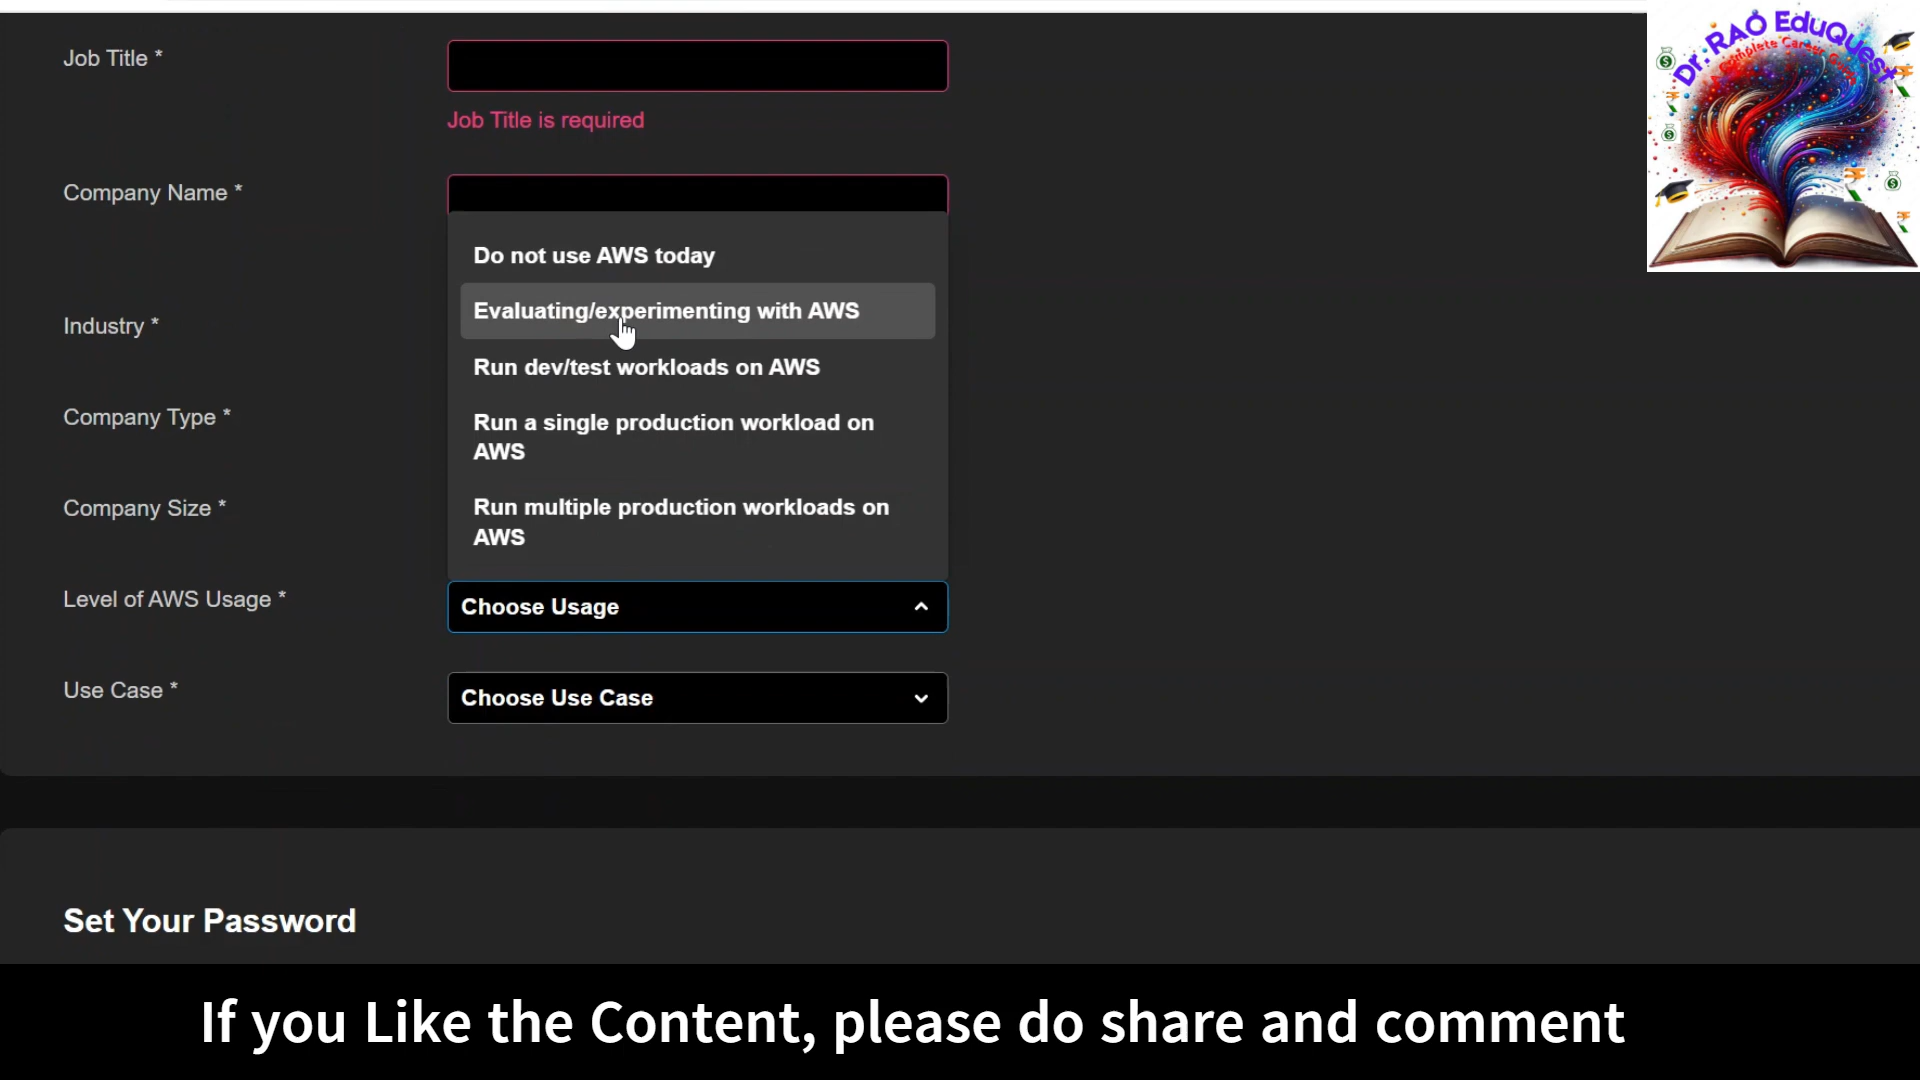 Job Title *
Job Title is required
Company Name *
Do not use AWS today
Evaluating/experimenting with AWS
Industry *
Run dev/test workloads on AWS
Company Type *
Run a single production workload on
AWS
Company Size *
Run multiple production workloads on
AWS
Level of AWS Usage *
Choose Usage
Use Case *
Choose Use Case
Set Your Password
If you Like the Content, please do share and comment
Dr. RAO EduQuest
A Complete Career Guide